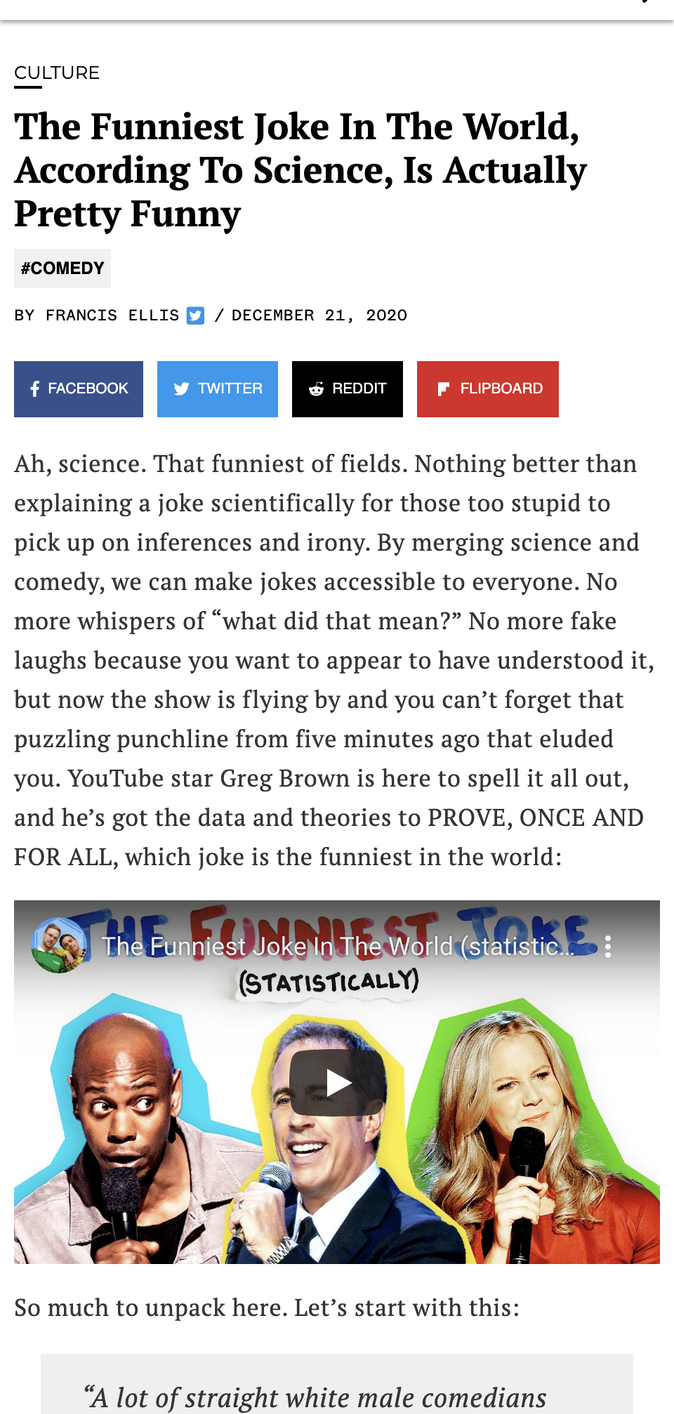 CULTURE
The Funniest Joke In The World,
According To Science, Is Actually
Pretty Funny
#COMEDY
BY FRANCIS ELLIS / DECEMBER 21, 2020
FACEBOOK TWITTER REDDIT FLIPBOARD
Ah, science. That funniest of fields. Nothing better than
explaining a joke scientifically for those too stupid to
pick up on inferences and irony. By merging science and
comedy, we can make jokes accessible to everyone. No
more whispers of “what did that mean?” No more fake
laughs because you want to appear to have understood it,
but now the show is flying by and you can’t forget that
puzzling punchline from five minutes ago that eluded
you. YouTube star Greg Brown is here to spell it all out,
and he’s got the data and theories to PROVE, ONCE AND
FOR ALL, which joke is the funniest in the world:
THE FUNNIEST JOKE
The Funniest Joke In The World (statistic...
(STATISTICALLY)
So much to unpack here. Let’s start with this:
“A lot of straight white male comedians